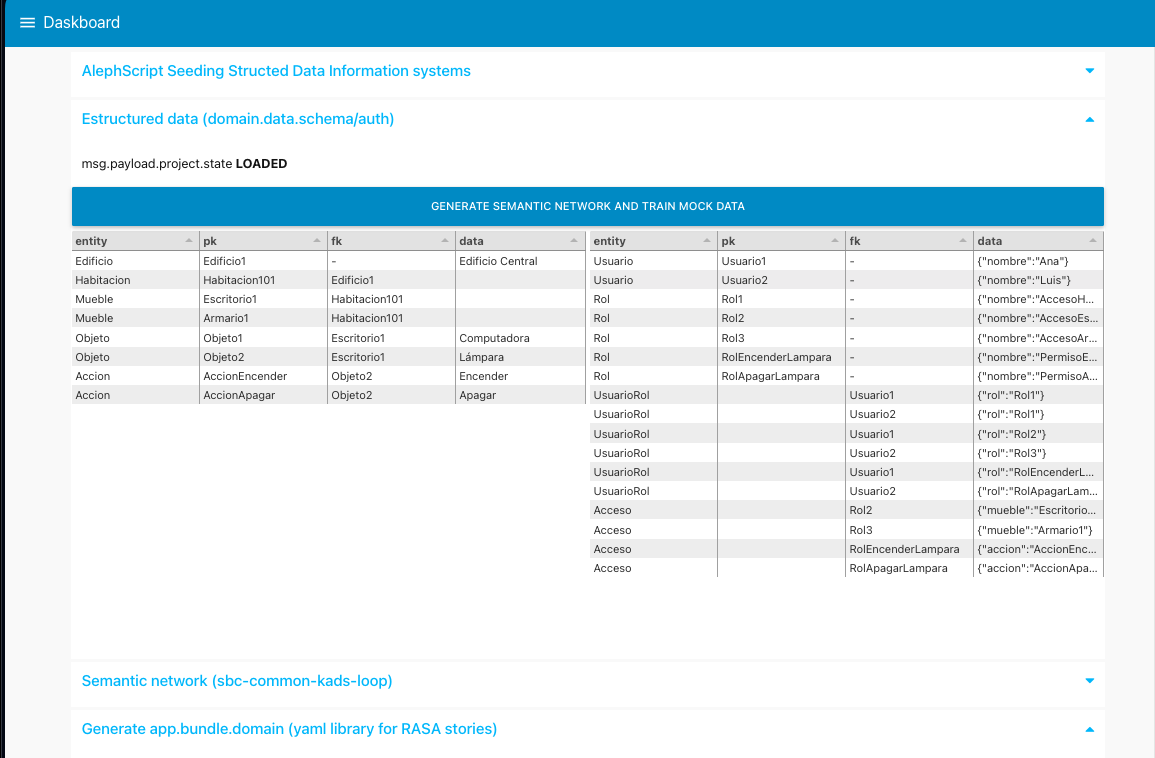 Daskboard
AlephScript Seeding Structed Data Information systems
Estructured data (domain.data.schema/auth)
msg.payload.project.state LOADED
GENERATE SEMANTIC NETWORK AND TRAIN MOCK DATA
entity pk fk data
Edificio Edificio1 - Edificio Central
Habitacion Habitacion101 Edificio1
Mueble Escritorio1 Habitacion101
Mueble Armario1 Habitacion101
Objeto Objeto1 Escritorio1 Computadora
Objeto Objeto2 Escritorio1 Lámpara
Accion AccionEncender Objeto2 Encender
Accion AccionApagar Objeto2 Apagar
entity pk fk data
Usuario Usuario1 - {"nombre":"Ana"}
Usuario Usuario2 - {"nombre":"Luis"}
Rol Rol1 - {"nombre":"AccesoH...
Rol Rol2 - {"nombre":"AccesoEs...
Rol Rol3 - {"nombre":"AccesoAr...
Rol RolEncenderLampara - {"nombre":"PermisoE...
Rol RolApagarLampara - {"nombre":"PermisoA...
UsuarioRol Usuario1 {"rol":"Rol1"}
UsuarioRol Usuario2 {"rol":"Rol1"}
UsuarioRol Usuario1 {"rol":"Rol2"}
UsuarioRol Usuario2 {"rol":"Rol3"}
UsuarioRol Usuario1 {"rol":"RolEncenderL...
UsuarioRol Usuario2 {"rol":"RolApagarLam...
Acceso Rol2 {"mueble":"Escritorio...
Acceso Rol3 {"mueble":"Armario1"}
Acceso RolEncenderLampara {"accion":"AccionEnc...
Acceso RolApagarLampara {"accion":"AccionApa...
Semantic network (sbc-common-kads-loop)
Generate app.bundle.domain (yaml library for RASA stories)